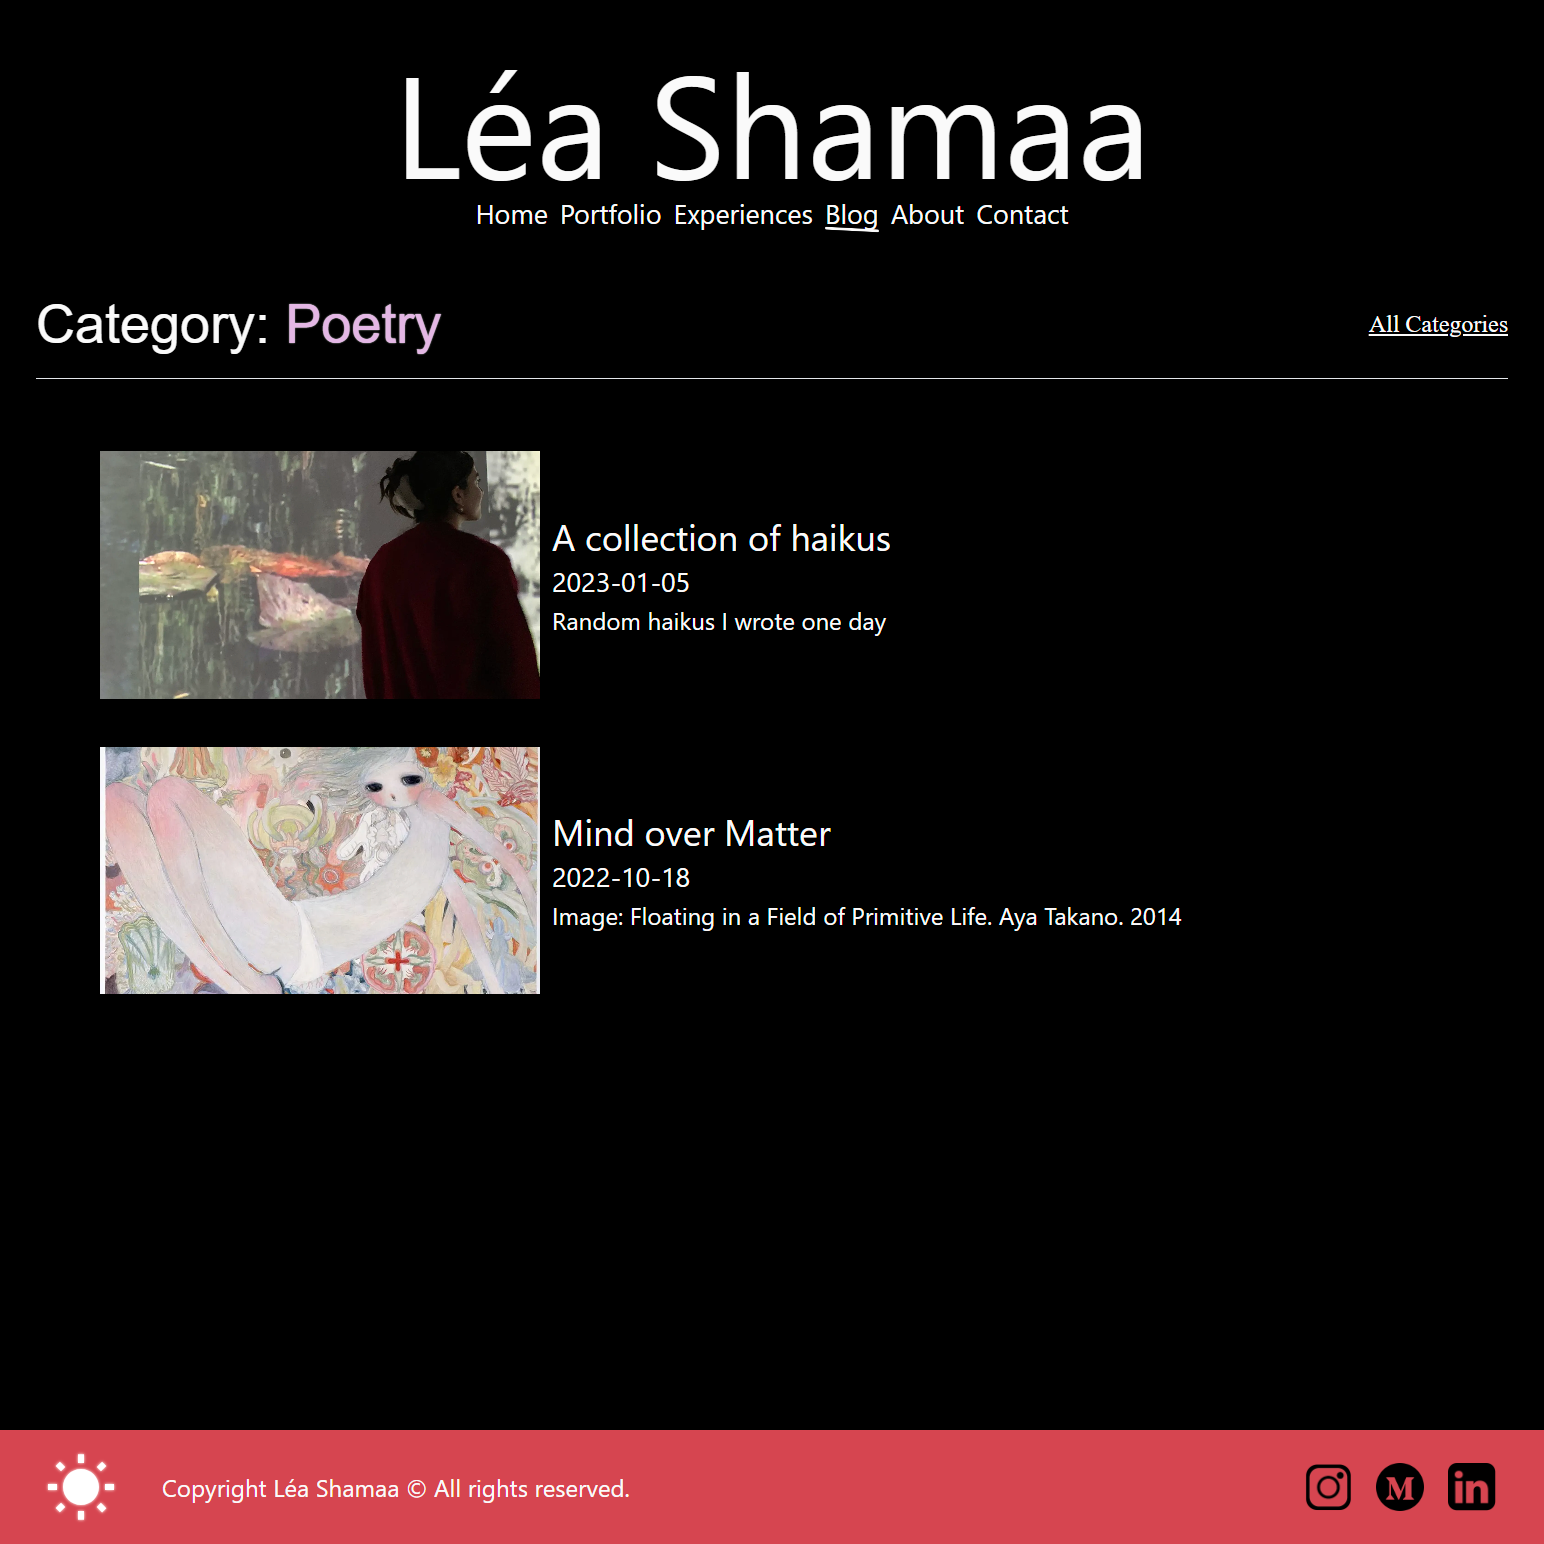 Léa Shamaa
Home Portfolio Experiences Blog About Contact
Category: Poetry
All Categories
A collection of haikus
2023-01-05
Random haikus I wrote one day
Mind over Matter
2022-10-18
Image: Floating in a Field of Primitive Life. Aya Takano. 2014
Copyright Léa Shamaa © All rights reserved.
M
in